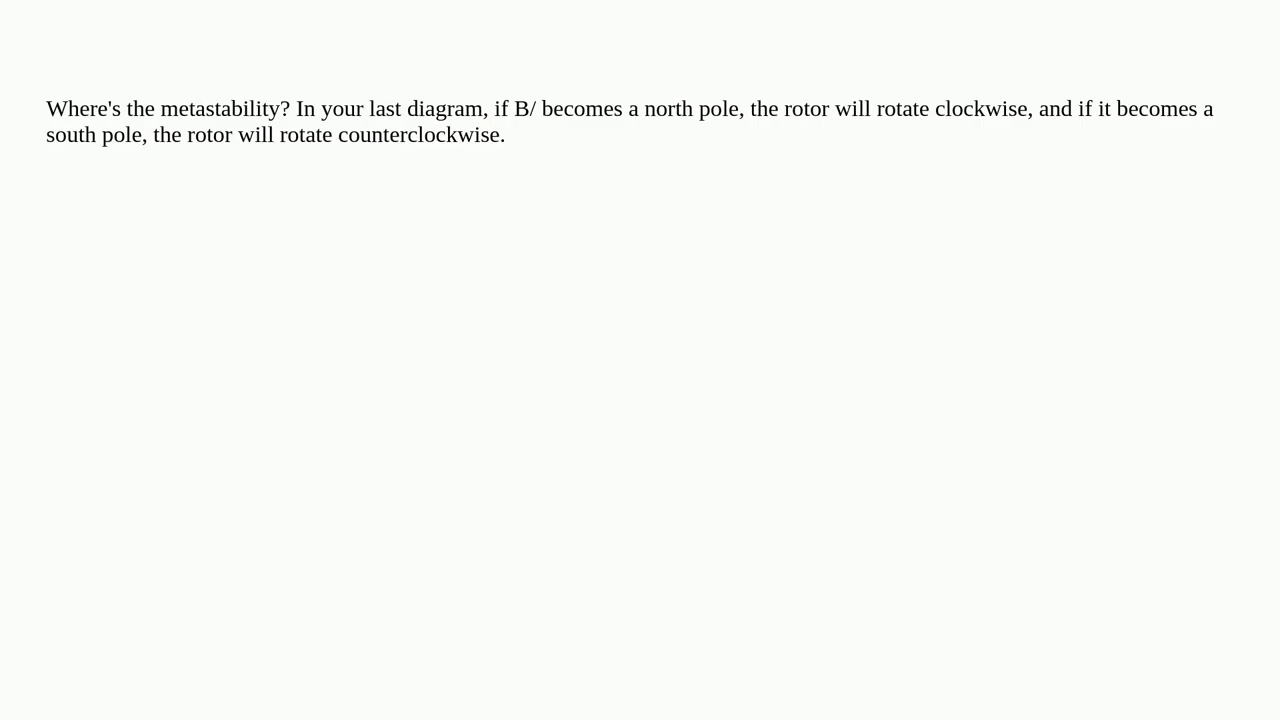 Where's the metastability? In your last diagram, if B/ becomes a north pole, the rotor will rotate clockwise, and if it becomes a
south pole, the rotor will rotate counterclockwise.